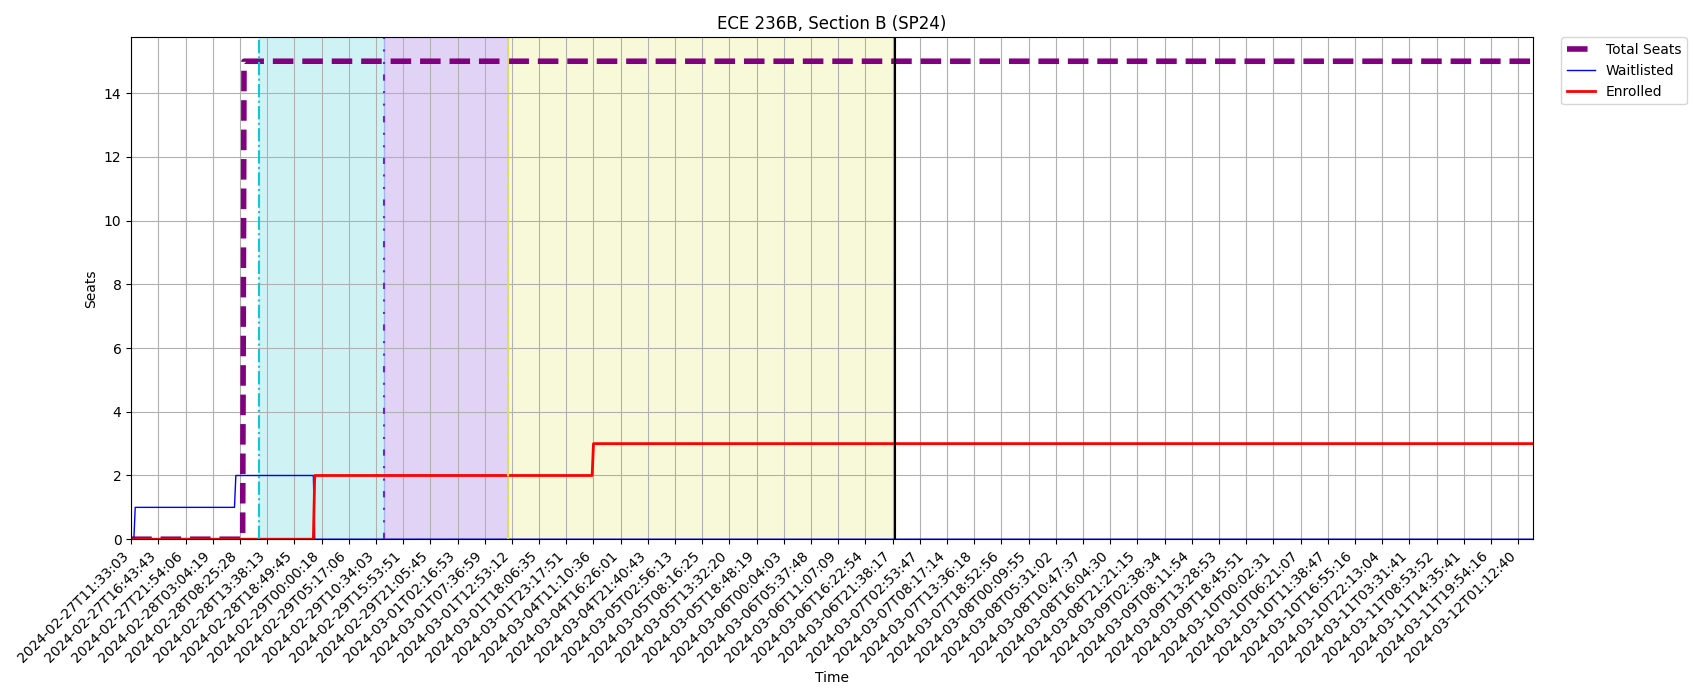 ECE 236B, Section B (SP24)
Total Seats
Waitlisted
Enrolled
Seats
14
12
10
8
6
4
2
0
2024-02-27T11:33:03
2024-02-27T16:43:43
2024-02-27T21:54:06
2024-02-28T03:04:19
2024-02-28T08:25:28
2024-02-28T13:38:13
2024-02-28T18:49:45
2024-02-29T00:00:18
2024-02-29T05:17:06
2024-02-29T10:34:03
2024-02-29T15:53:51
2024-02-29T21:05:45
2024-03-01T02:16:53
2024-03-01T07:36:59
2024-03-01T12:53:12
2024-03-01T18:06:35
2024-03-01T23:17:51
2024-03-04T11:10:36
2024-03-04T16:26:01
2024-03-04T21:40:43
2024-03-05T02:56:13
2024-03-05T08:16:25
2024-03-05T13:32:20
2024-03-05T18:48:19
2024-03-06T00:04:03
2024-03-06T05:37:48
2024-03-06T11:07:09
2024-03-06T16:22:54
2024-03-06T21:38:17
2024-03-07T02:53:47
2024-03-07T08:17:14
2024-03-07T13:36:18
2024-03-07T18:52:56
2024-03-08T00:09:55
2024-03-08T05:31:02
2024-03-08T10:47:37
2024-03-08T16:04:30
2024-03-08T21:21:15
2024-03-09T02:38:34
2024-03-09T08:11:54
2024-03-09T13:28:53
2024-03-09T18:45:51
2024-03-10T00:02:31
2024-03-10T06:21:07
2024-03-10T11:38:47
2024-03-10T16:55:16
2024-03-10T22:13:04
2024-03-11T03:31:41
2024-03-11T08:53:52
2024-03-11T14:35:41
2024-03-11T19:54:16
2024-03-12T01:12:40
Time